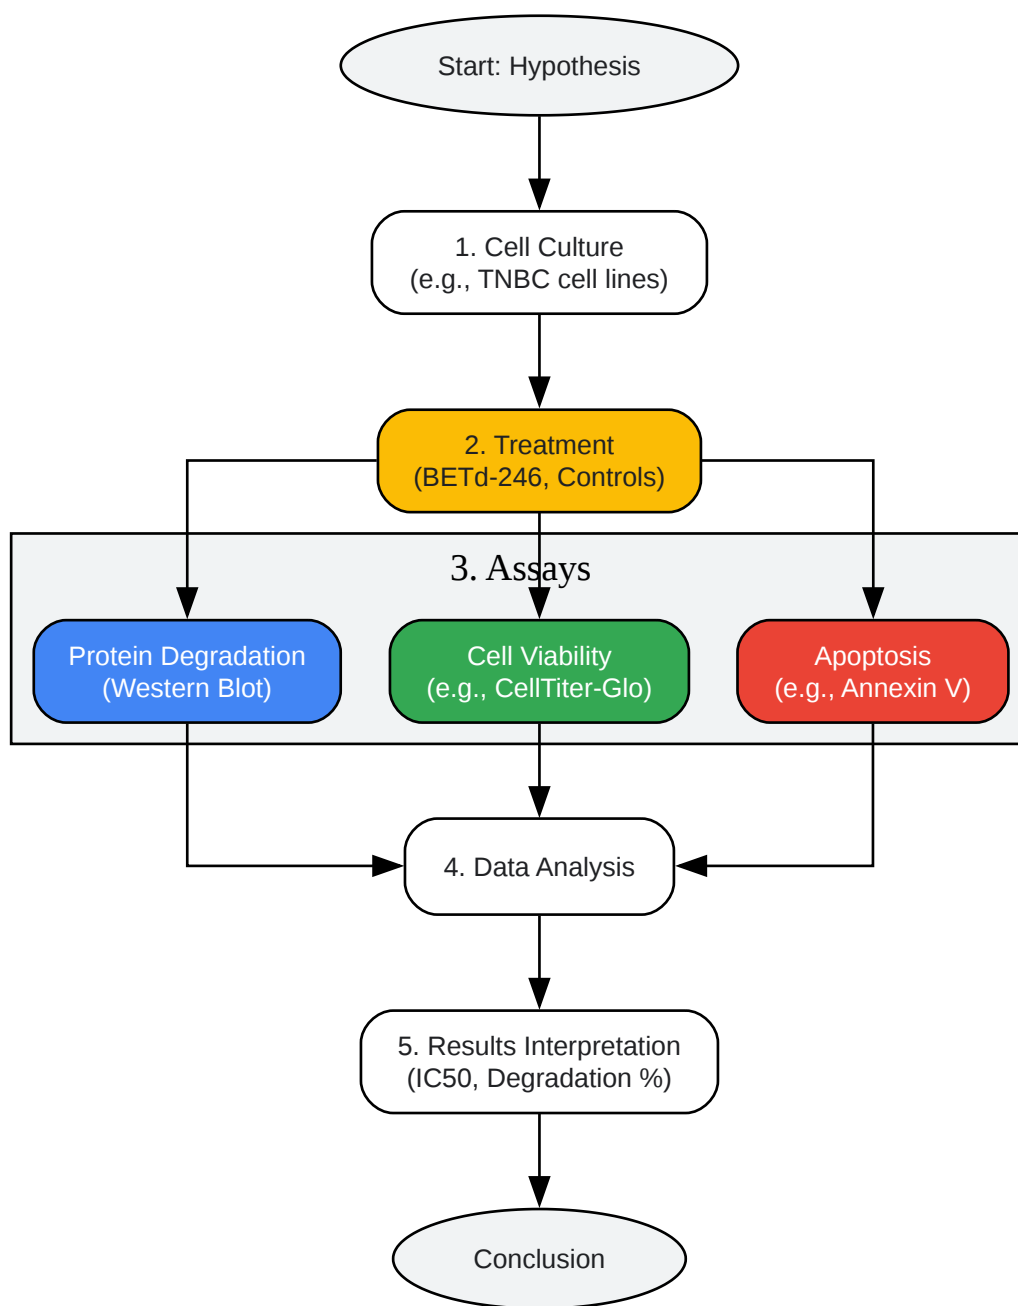 Start: Hypothesis
1. Cell Culture
(e.g., TNBC cell lines)
2. Treatment
(BETd-246, Controls)
3. Assays
Protein Degradation
(Western Blot)
Cell Viability
(e.g., CellTiter-Glo)
Apoptosis
(e.g., Annexin V)
4. Data Analysis
5. Results Interpretation
(IC50, Degradation %)
Conclusion